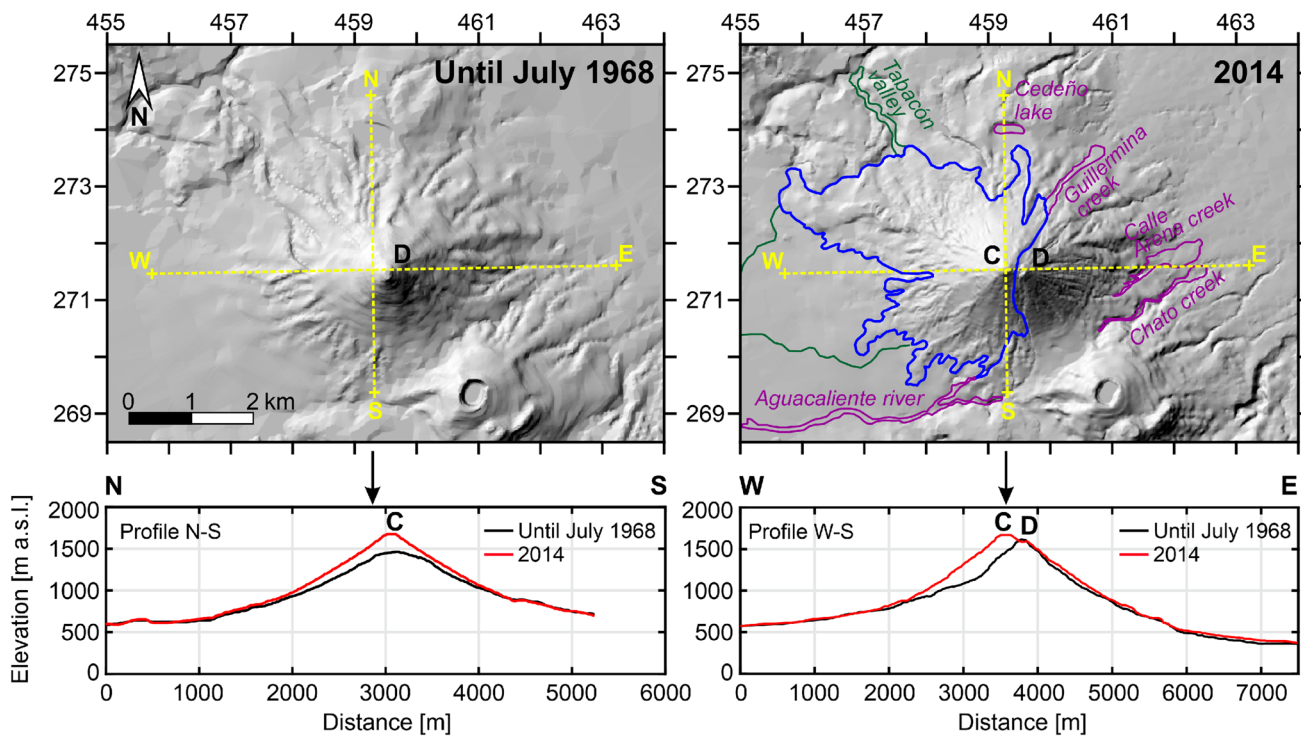 455 457 459 461 463
455 457 459 461 463
275
273
271
269
N
Until July 1968
N
W
D
E
S
0 1 2 km
275
273
271
269
2014
N
Tabacón
valley
Cedeño
lake
Guillermina
creek
Calle
Arena creek
Chato creek
C
D
W
E
S
Aguacaliente river
N
S
W
E
Elevation [m a.s.l.]
2000
1500
1000
500
0
Profile N-S
C
Until July 1968
2014
0 1000 2000 3000 4000 5000 6000
Distance [m]
2000
1500
1000
500
0
Profile W-S
C D
Until July 1968
2014
0 1000 2000 3000 4000 5000 6000 7000
Distance [m]